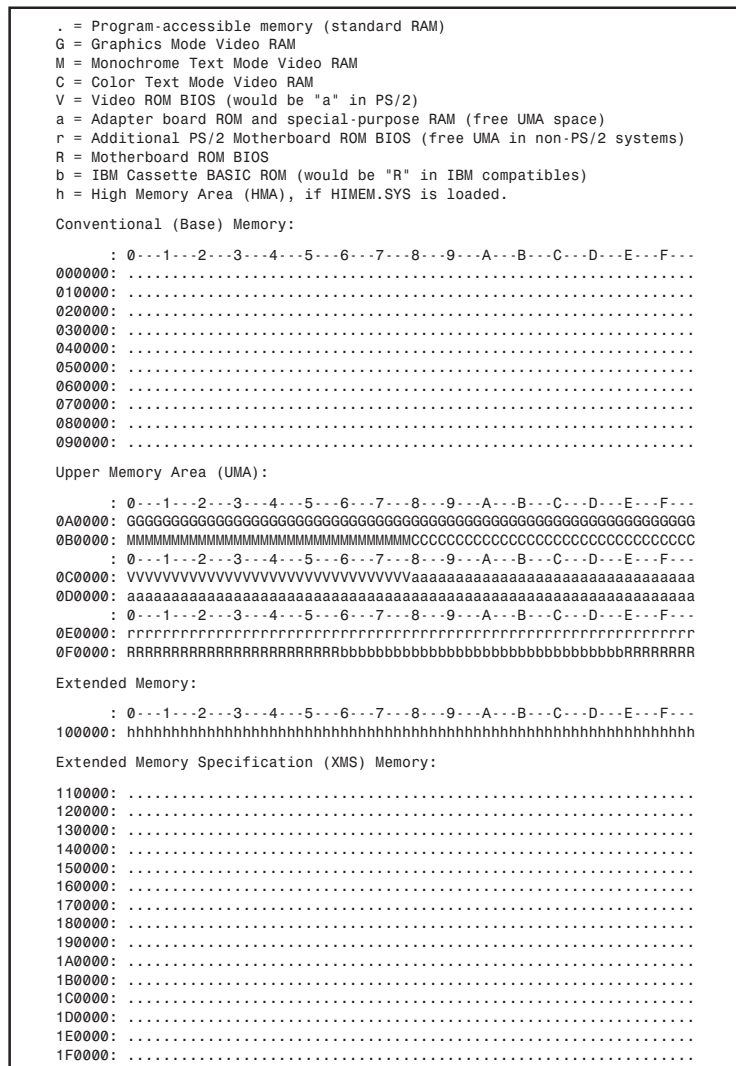 . = Program-accessible memory (standard RAM)
G = Graphics Mode Video RAM
M = Monochrome Text Mode Video RAM
C = Color Text Mode Video RAM
V = Video ROM BIOS (would be "a" in PS/2)
a = Adapter board ROM and special-purpose RAM (free UMA space)
r = Additional PS/2 Motherboard ROM BIOS (free UMA in non-PS/2 systems)
R = Motherboard ROM BIOS
b = IBM Cassette BASIC ROM (would be "R" in IBM compatibles)
h = High Memory Area (HMA), if HIMEM.SYS is loaded.
Conventional (Base) Memory:
: 0---1---2---3---4---5---6---7---8---9---A---B---C---D---E---F---
000000: ................................................................
010000: ................................................................
020000: ................................................................
030000: ................................................................
040000: ................................................................
050000: ................................................................
060000: ................................................................
070000: ................................................................
080000: ................................................................
090000: ................................................................
Upper Memory Area (UMA):
: 0---1---2---3---4---5---6---7---8---9---A---B---C---D---E---F---
0A0000: GGGGGGGGGGGGGGGGGGGGGGGGGGGGGGGGGGGGGGGGGGGGGGGGGGGGGGGGGGGGGGGG
0B0000: MMMMMMMMMMMMMMMMMMMMMMMMMMMMMMMMCCCCCCCCCCCCCCCCCCCCCCCCCCCCCCCC
: 0---1---2---3---4---5---6---7---8---9---A---B---C---D---E---F---
0C0000: VVVVVVVVVVVVVVVVVVVVVVVVVVVVVVVVaaaaaaaaaaaaaaaaaaaaaaaaaaaaaaaa
0D0000: aaaaaaaaaaaaaaaaaaaaaaaaaaaaaaaaaaaaaaaaaaaaaaaaaaaaaaaaaaaaaaaa
: 0---1---2---3---4---5---6---7---8---9---A---B---C---D---E---F---
0E0000: rrrrrrrrrrrrrrrrrrrrrrrrrrrrrrrrrrrrrrrrrrrrrrrrrrrrrrrrrrrrrrrr
0F0000: RRRRRRRRRRRRRRRRRRRRRRRRbbbbbbbbbbbbbbbbbbbbbbbbbbbbbbbbRRRRRRRR
Extended Memory:
: 0---1---2---3---4---5---6---7---8---9---A---B---C---D---E---F---
100000: hhhhhhhhhhhhhhhhhhhhhhhhhhhhhhhhhhhhhhhhhhhhhhhhhhhhhhhhhhhhhhhh
Extended Memory Specification (XMS) Memory:
110000: ................................................................
120000: ................................................................
130000: ................................................................
140000: ................................................................
150000: ................................................................
160000: ................................................................
170000: ................................................................
180000: ................................................................
190000: ................................................................
1A0000: ................................................................
1B0000: ................................................................
1C0000: ................................................................
1D0000: ................................................................
1E0000: ................................................................
1F0000: ................................................................